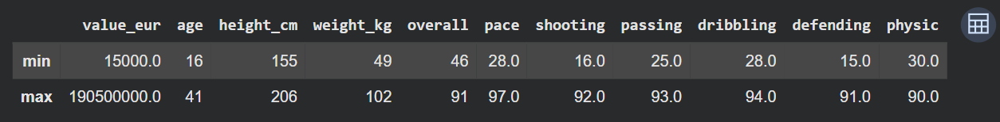 value_eur age height_cm weight_kg overall pace shooting passing dribbling defending physic
min 15000.0 16 155 49 46 28.0 16.0 25.0 28.0 15.0 30.0
max 190500000.0 41 206 102 91 97.0 92.0 93.0 94.0 91.0 90.0